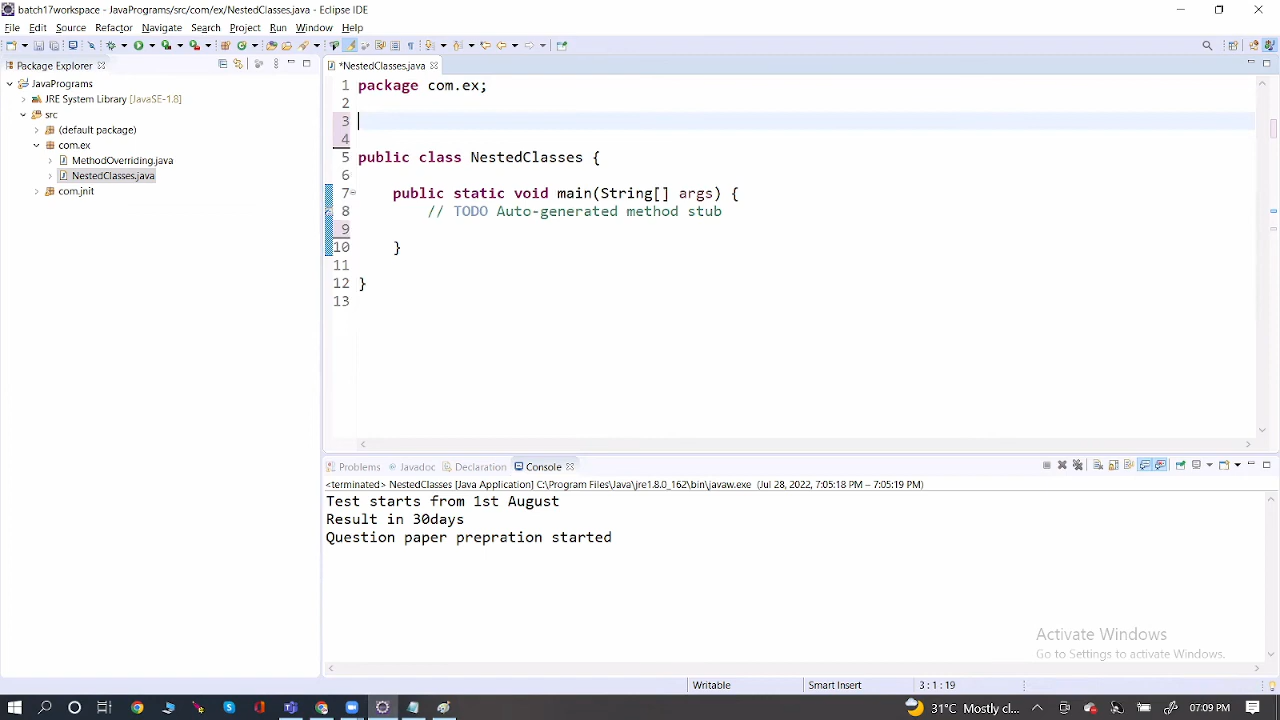 batch17workspace - JavaPrograms/src/com/ex/NestedClasses.java - Eclipse IDE
File Edit Source Refactor Navigate Search Project Run Window Help
Package Explorer
JavaPrograms
JRE System Library [JavaSE-1.8]
src
(default package)
com.ex
MethodOverriding.java
NestedClasses.java
com.jnit
*NestedClasses.java
1 package com.ex;
2
3
4
5 public class NestedClasses {
6
7 public static void main(String[] args) {
8 // TODO Auto-generated method stub
9
10 }
11
12 }
13
Problems Javadoc Declaration Console
<terminated> NestedClasses [Java Application] C:\Program Files\Java\jre1.8.0_162\bin\javaw.exe (Jul 28, 2022, 7:05:18 PM – 7:05:19 PM)
Test starts from 1st August
Result in 30days
Question paper prepration started
Activate Windows
Go to Settings to activate Windows.
Writable Smart Insert 3 : 1 : 19
31°C Mostly cl... 07:09 PM